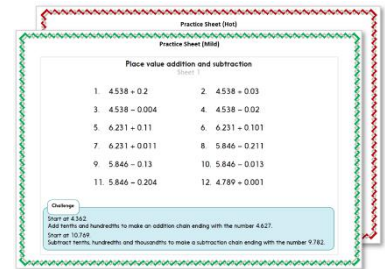 Practice Sheet (Hot)
Practice Sheet (Mild)
Place value addition and subtraction
Sheet 1
1. 4.538 + 0.2 2. 4.538 + 0.03
3. 4.538 – 0.004 4. 4.538 – 0.02
5. 6.231 + 0.11 6. 6.231 + 0.101
7. 6.231 + 0.011 8. 5.846 – 0.211
9. 5.846 – 0.13 10. 5.846 – 0.013
11. 5.846 – 0.204 12. 4.789 + 0.001
Challenge
Start at 4.362.
Add tenths and hundredths to make an addition chain ending with the number 4.627.
Start at 10.769.
Subtract tenths, hundredths and thousandths to make a subtraction chain ending with the number 9.782.